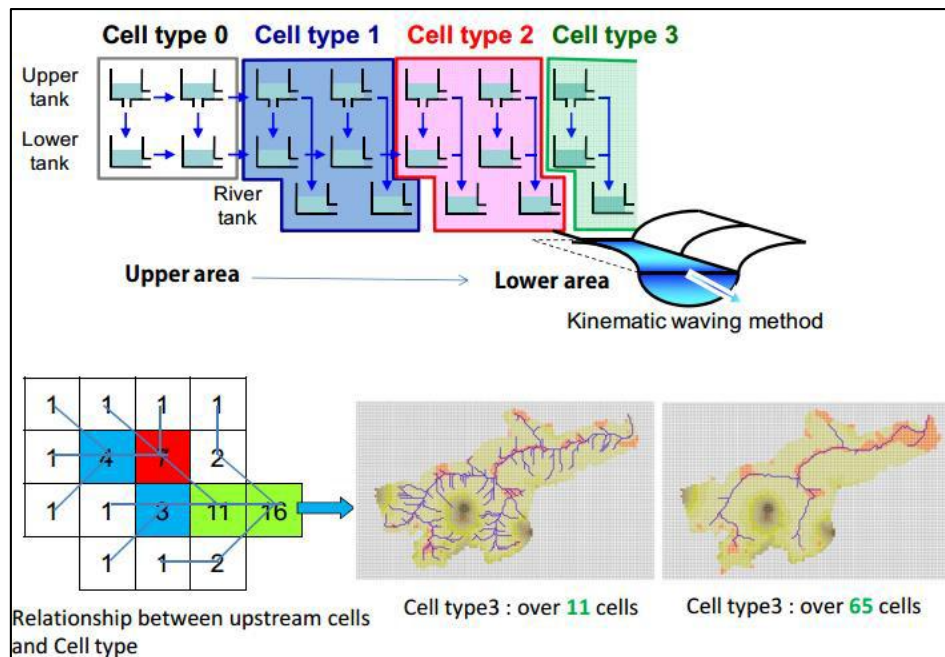 Cell type 0 Cell type 1 Cell type 2 Cell type 3
Upper
tank
Lower
tank
River
tank
Upper area
Lower area
Kinematic waving method
1 1 1 1
1 4 7 2
1 1 3 11 16
1 1 2
Relationship between upstream cells
and Cell type
Cell type3 : over 11 cells
Cell type3 : over 65 cells